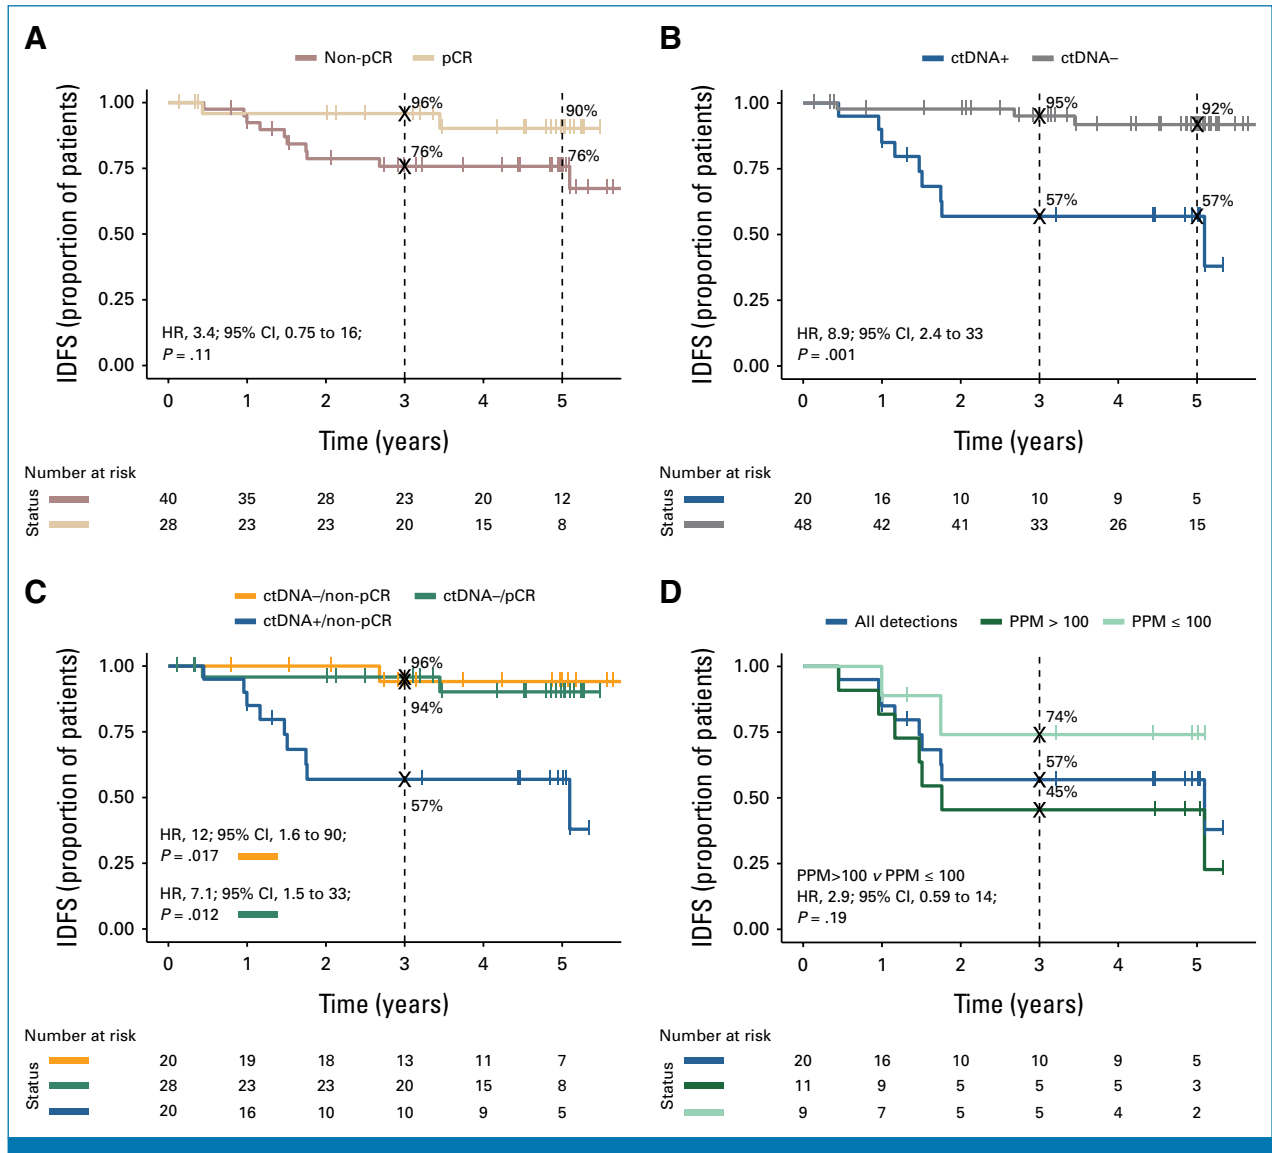 A
Non-pCR pCR
IDFS (proportion of patients)
1.00
0.75
0.50
0.25
0.00
96%
90%
76%
76%
HR, 3.4; 95% CI, 0.75 to 16;
P = .11
0 1 2 3 4 5
Time (years)
Number at risk
Status
40 35 28 23 20 12
28 23 23 20 15 8
B
ctDNA+ ctDNA–
IDFS (proportion of patients)
1.00
0.75
0.50
0.25
0.00
95%
92%
57%
57%
HR, 8.9; 95% CI, 2.4 to 33
P = .001
0 1 2 3 4 5
Time (years)
Number at risk
Status
20 16 10 10 9 5
48 42 41 33 26 15
C
ctDNA–/non-pCR ctDNA–/pCR
ctDNA+/non-pCR
IDFS (proportion of patients)
1.00
0.75
0.50
0.25
0.00
96%
94%
57%
HR, 12; 95% CI, 1.6 to 90;
P = .017
HR, 7.1; 95% CI, 1.5 to 33;
P = .012
0 1 2 3 4 5
Time (years)
Number at risk
Status
20 19 18 13 11 7
28 23 23 20 15 8
20 16 10 10 9 5
D
All detections PPM > 100 PPM ≤ 100
IDFS (proportion of patients)
1.00
0.75
0.50
0.25
0.00
74%
57%
45%
PPM>100 v PPM ≤ 100
HR, 2.9; 95% CI, 0.59 to 14;
P = .19
0 1 2 3 4 5
Time (years)
Number at risk
Status
20 16 10 10 9 5
11 9 5 5 5 3
9 7 5 5 4 2